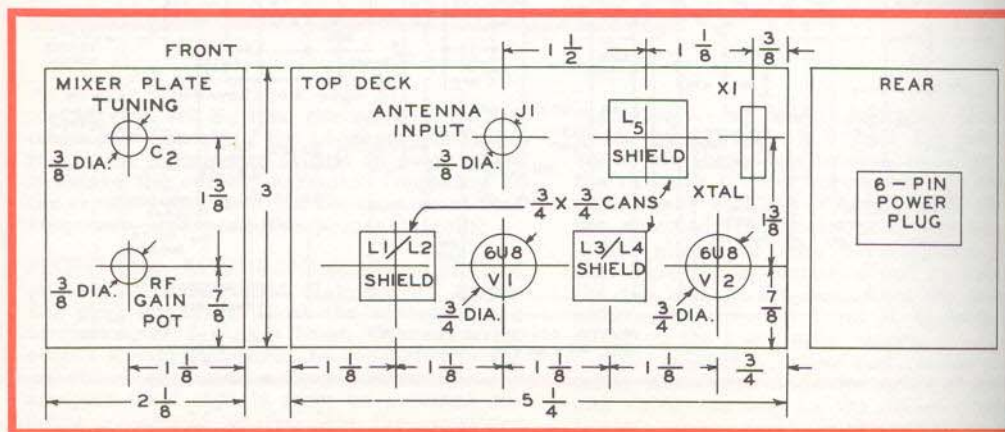 FRONT
MIXER PLATE
TUNING
C2
3/8 DIA.
1 3/8
3
3/8 DIA.
RF
GAIN
POT
7/8
1 1/8
2 1/8
1 1/2
1 1/8
3/8
TOP DECK
ANTENNA
INPUT
J1
3/8 DIA.
L5
SHIELD
X1
XTAL
3/4 X 3/4 CANS
1 3/8
L1/L2
SHIELD
6U8
V1
3/4 DIA.
L3/L4
SHIELD
6U8
V2
3/4 DIA.
7/8
1 1/8
1 1/8
1 1/8
1 1/8
3/4
5 1/4
REAR
6-PIN
POWER
PLUG